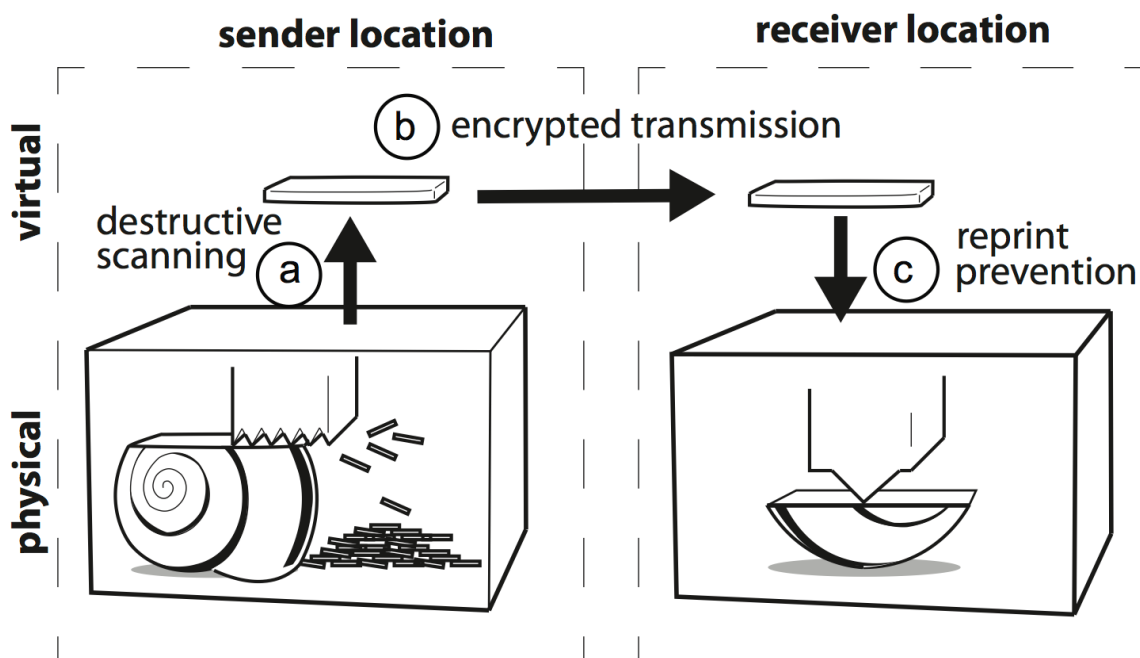 sender location
receiver location
virtual
physical
b encrypted transmission
destructive
scanning
a
c
reprint
prevention